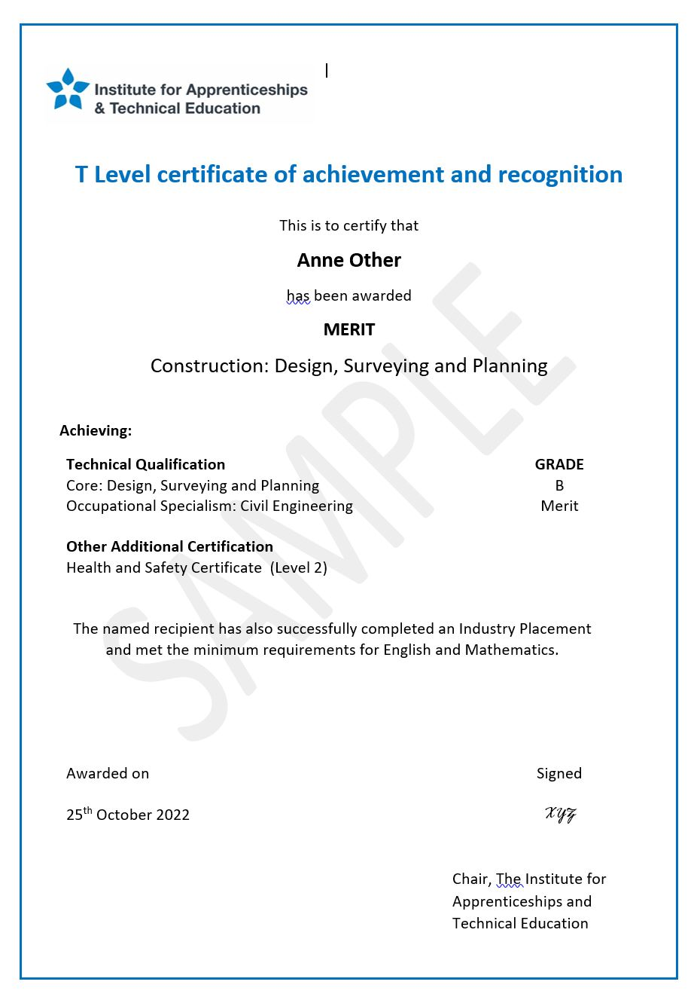 Institute for Apprenticeships
& Technical Education
T Level certificate of achievement and recognition
This is to certify that
Anne Other
has been awarded
MERIT
Construction: Design, Surveying and Planning
Achieving:
Technical Qualification GRADE
Core: Design, Surveying and Planning B
Occupational Specialism: Civil Engineering Merit
Other Additional Certification
Health and Safety Certificate  (Level 2)
The named recipient has also successfully completed an Industry Placement
and met the minimum requirements for English and Mathematics.
Awarded on Signed
25th October 2022 xyz
Chair, The Institute for
Apprenticeships and
Technical Education
SAMPLE